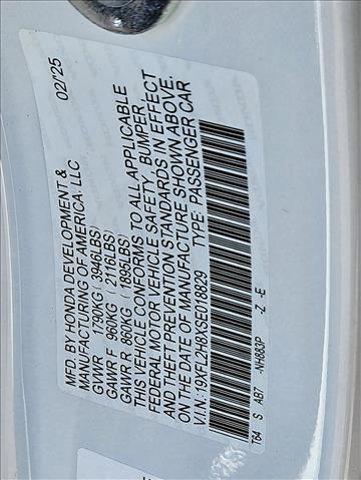 MFD. BY HONDA DEVELOPMENT & 02/25
MANUFACTURING OF AMERICA, LLC
GVWR 1790KG (3946LBS)
GAWR F 960KG (2116LBS)
GAWR R 860KG (1895LBS)
THIS VEHICLE CONFORMS TO ALL APPLICABLE
FEDERAL MOTOR VEHICLE SAFETY, BUMPER,
AND THEFT PREVENTION STANDARDS IN EFFECT
ON THE DATE OF MANUFACTURE SHOWN ABOVE.
V.I.N.: 19XFL2H8XSE018829 TYPE: PASSENGER CAR
T64 S AB7 -NH883P -Z -E